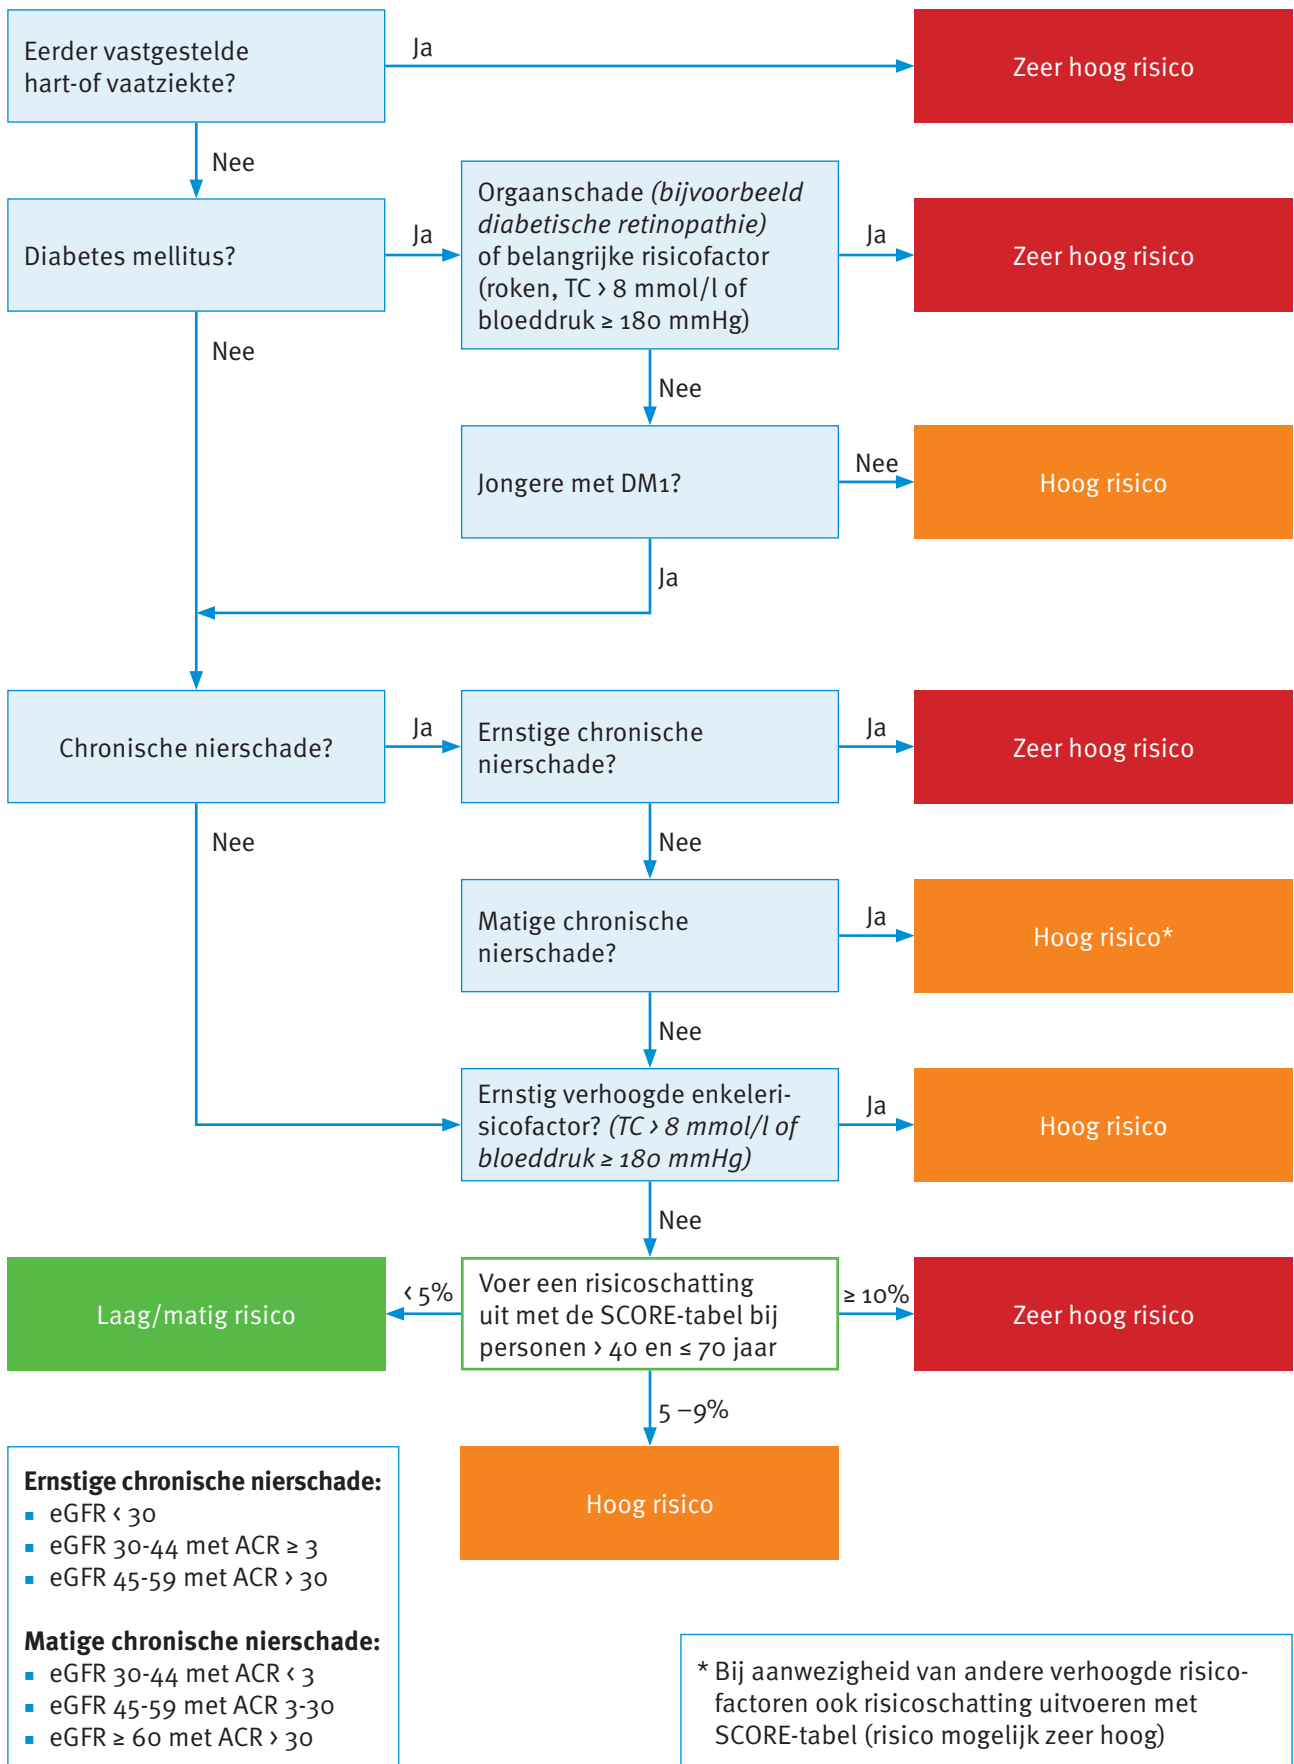 Eerder vastgestelde
hart-of vaatziekte?
Ja
Zeer hoog risico
Nee
Diabetes mellitus?
Ja
Orgaanschade (bijvoorbeeld
diabetische retinopathie)
of belangrijke risicofactor
(roken, TC > 8 mmol/l of
bloeddruk ≥ 180 mmHg)
Ja
Zeer hoog risico
Nee
Nee
Jongere met DM1?
Nee
Hoog risico
Ja
Chronische nierschade?
Ja
Ernstige chronische
nierschade?
Ja
Zeer hoog risico
Nee
Nee
Matige chronische
nierschade?
Ja
Hoog risico*
Nee
Ernstig verhoogde enkeleri-
sicofactor? (TC > 8 mmol/l of
bloeddruk ≥ 180 mmHg)
Ja
Hoog risico
Nee
Laag/matig risico
< 5%
Voer een risicoschatting
uit met de SCORE-tabel bij
personen > 40 en ≤ 70 jaar
≥ 10%
Zeer hoog risico
5 –9%
Hoog risico
Ernstige chronische nierschade:
▪ eGFR < 30
▪ eGFR 30-44 met ACR ≥ 3
▪ eGFR 45-59 met ACR > 30
Matige chronische nierschade:
▪ eGFR 30-44 met ACR < 3
▪ eGFR 45-59 met ACR 3-30
▪ eGFR ≥ 60 met ACR > 30
* Bij aanwezigheid van andere verhoogde risico-
factoren ook risicoschatting uitvoeren met
SCORE-tabel (risico mogelijk zeer hoog)